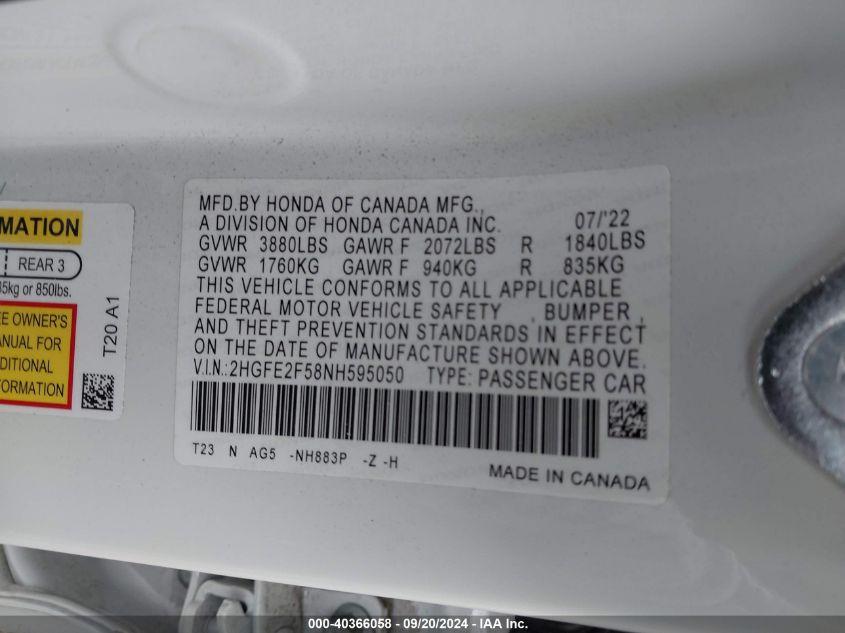 MFD.BY HONDA OF CANADA MFG.,
A DIVISION OF HONDA CANADA INC. 07/'22
GVWR 3880LBS GAWR F 2072LBS R 1840LBS
GVWR 1760KG GAWR F 940KG R 835KG
THIS VEHICLE CONFORMS TO ALL APPLICABLE
FEDERAL MOTOR VEHICLE SAFETY , BUMPER ,
AND THEFT PREVENTION STANDARDS IN EFFECT
ON THE DATE OF MANUFACTURE SHOWN ABOVE.
V.I.N.:2HGFE2F58NH595050 TYPE: PASSENGER CAR
T23 N AG5 -NH883P -Z -H
MADE IN CANADA
MATION
REAR 3
5kg or 850lbs.
EE OWNER'S
ANUAL FOR
DITIONAL
FORMATION
T20 A1
000-40366058 - 09/20/2024 - IAA Inc.